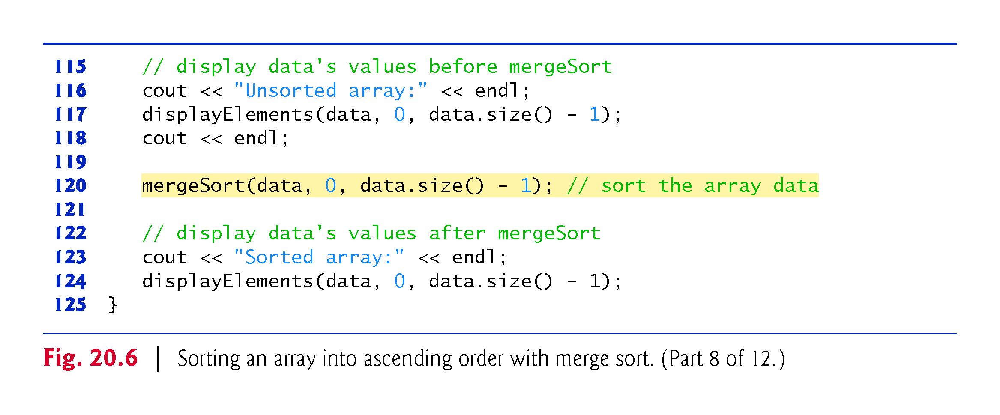 115 // display data's values before mergeSort
116 cout << "Unsorted array:" << endl;
117 displayElements(data, 0, data.size() - 1);
118 cout << endl;
119
120 mergeSort(data, 0, data.size() - 1); // sort the array data
121
122 // display data's values after mergeSort
123 cout << "Sorted array:" << endl;
124 displayElements(data, 0, data.size() - 1);
125 }
Fig. 20.6 | Sorting an array into ascending order with merge sort. (Part 8 of 12.)